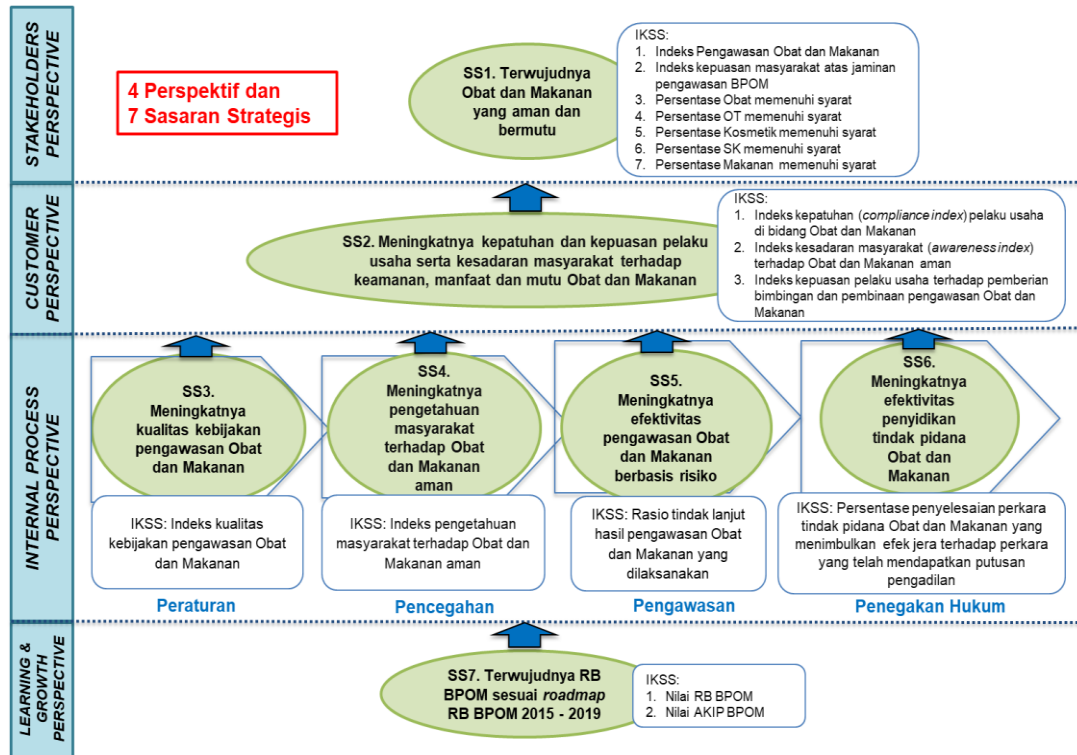 STAKEHOLDERS
PERSPECTIVE
4 Perspektif dan
7 Sasaran Strategis
SS1. Terwujudnya
Obat dan Makanan
yang aman dan
bermutu
IKSS:
1. Indeks Pengawasan Obat dan Makanan
2. Indeks kepuasan masyarakat atas jaminan
pengawasan BPOM
3. Persentase Obat memenuhi syarat
4. Persentase OT memenuhi syarat
5. Persentase Kosmetik memenuhi syarat
6. Persentase SK memenuhi syarat
7. Persentase Makanan memenuhi syarat
CUSTOMER
PERSPECTIVE
SS2. Meningkatnya kepatuhan dan kepuasan pelaku
usaha serta kesadaran masyarakat terhadap
keamanan, manfaat dan mutu Obat dan Makanan
IKSS:
1. Indeks kepatuhan (compliance index) pelaku usaha
di bidang Obat dan Makanan
2. Indeks kesadaran masyarakat (awareness index)
terhadap Obat dan Makanan aman
3. Indeks kepuasan pelaku usaha terhadap pemberian
bimbingan dan pembinaan pengawasan Obat dan
Makanan
INTERNAL PROCESS
PERSPECTIVE
SS3.
Meningkatnya
kualitas kebijakan
pengawasan Obat
dan Makanan
IKSS: Indeks kualitas
kebijakan pengawasan Obat
dan Makanan
Peraturan
SS4.
Meningkatnya
pengetahuan
masyarakat
terhadap Obat
dan Makanan
aman
IKSS: Indeks pengetahuan
masyarakat terhadap Obat dan
Makanan aman
Pencegahan
SS5.
Meningkatnya
efektivitas
pengawasan Obat
dan Makanan
berbasis risiko
IKSS: Rasio tindak lanjut
hasil pengawasan Obat
dan Makanan yang
dilaksanakan
Pengawasan
SS6.
Meningkatnya
efektivitas
penyidikan
tindak pidana
Obat dan
Makanan
IKSS: Persentase penyelesaian perkara
tindak pidana Obat dan Makanan yang
menimbulkan efek jera terhadap perkara
yang telah mendapatkan putusan
pengadilan
Penegakan Hukum
LEARNING &
GROWTH
PERSPECTIVE
SS7. Terwujudnya RB
BPOM sesuai roadmap
RB BPOM 2015 - 2019
IKSS:
1. Nilai RB BPOM
2. Nilai AKIP BPOM